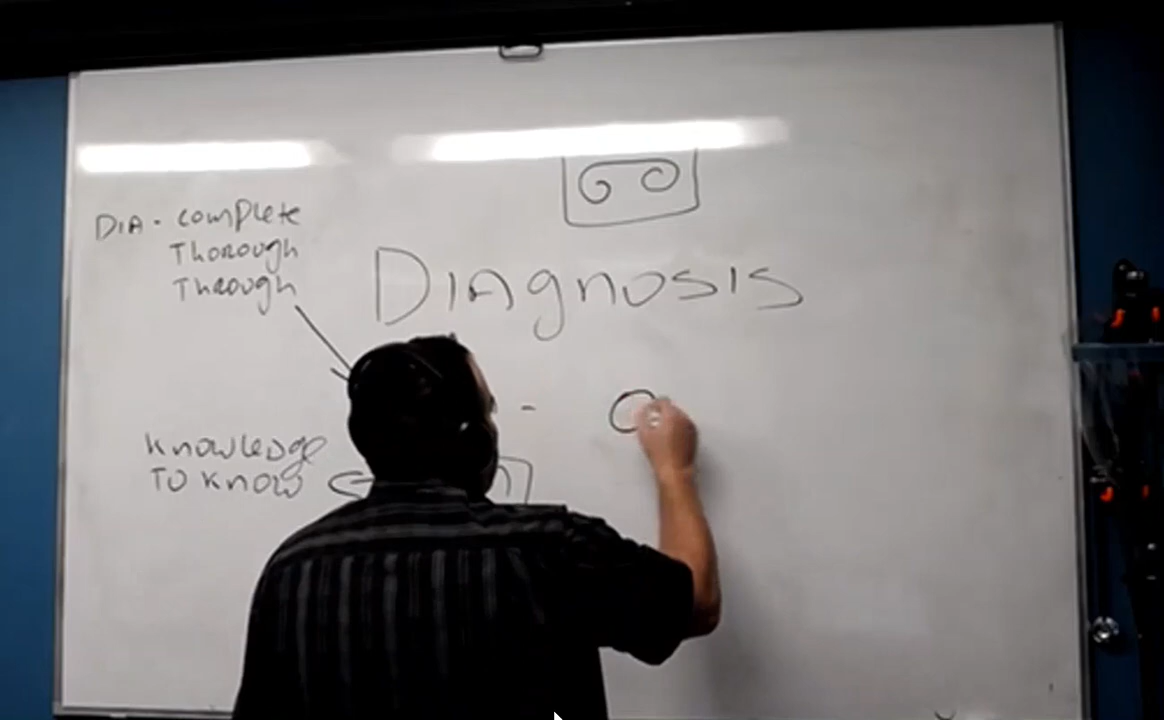 DIA - complete
Thorough
Through
Diagnosis
-
knowledge
TO KNOW